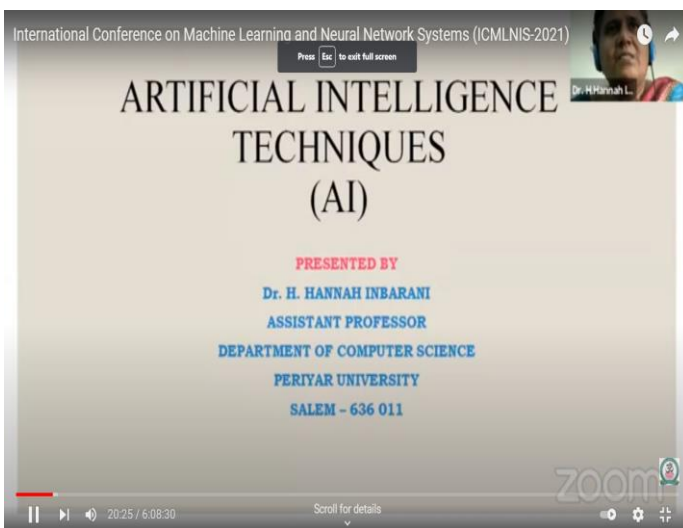 International Conference on Machine Learning and Neural Network Systems (ICMLNIS-2021)
Press Esc to exit full screen
Dr. H.Hannah I...
ARTIFICIAL INTELLIGENCE
TECHNIQUES
(AI)
PRESENTED BY
Dr. H. HANNAH INBARANI
ASSISTANT PROFESSOR
DEPARTMENT OF COMPUTER SCIENCE
PERIYAR UNIVERSITY
SALEM – 636 011
zoom
20:25 / 6:08:30
Scroll for details